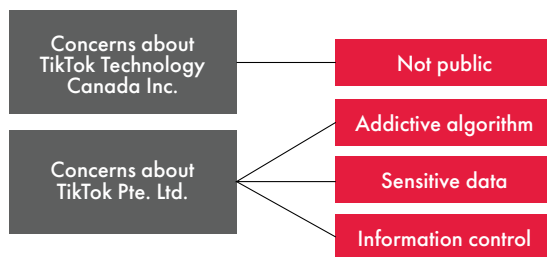 Concerns about
TikTok Technology
Canada Inc.
Not public
Addictive algorithm
Concerns about
TikTok Pte. Ltd.
Sensitive data
Information control